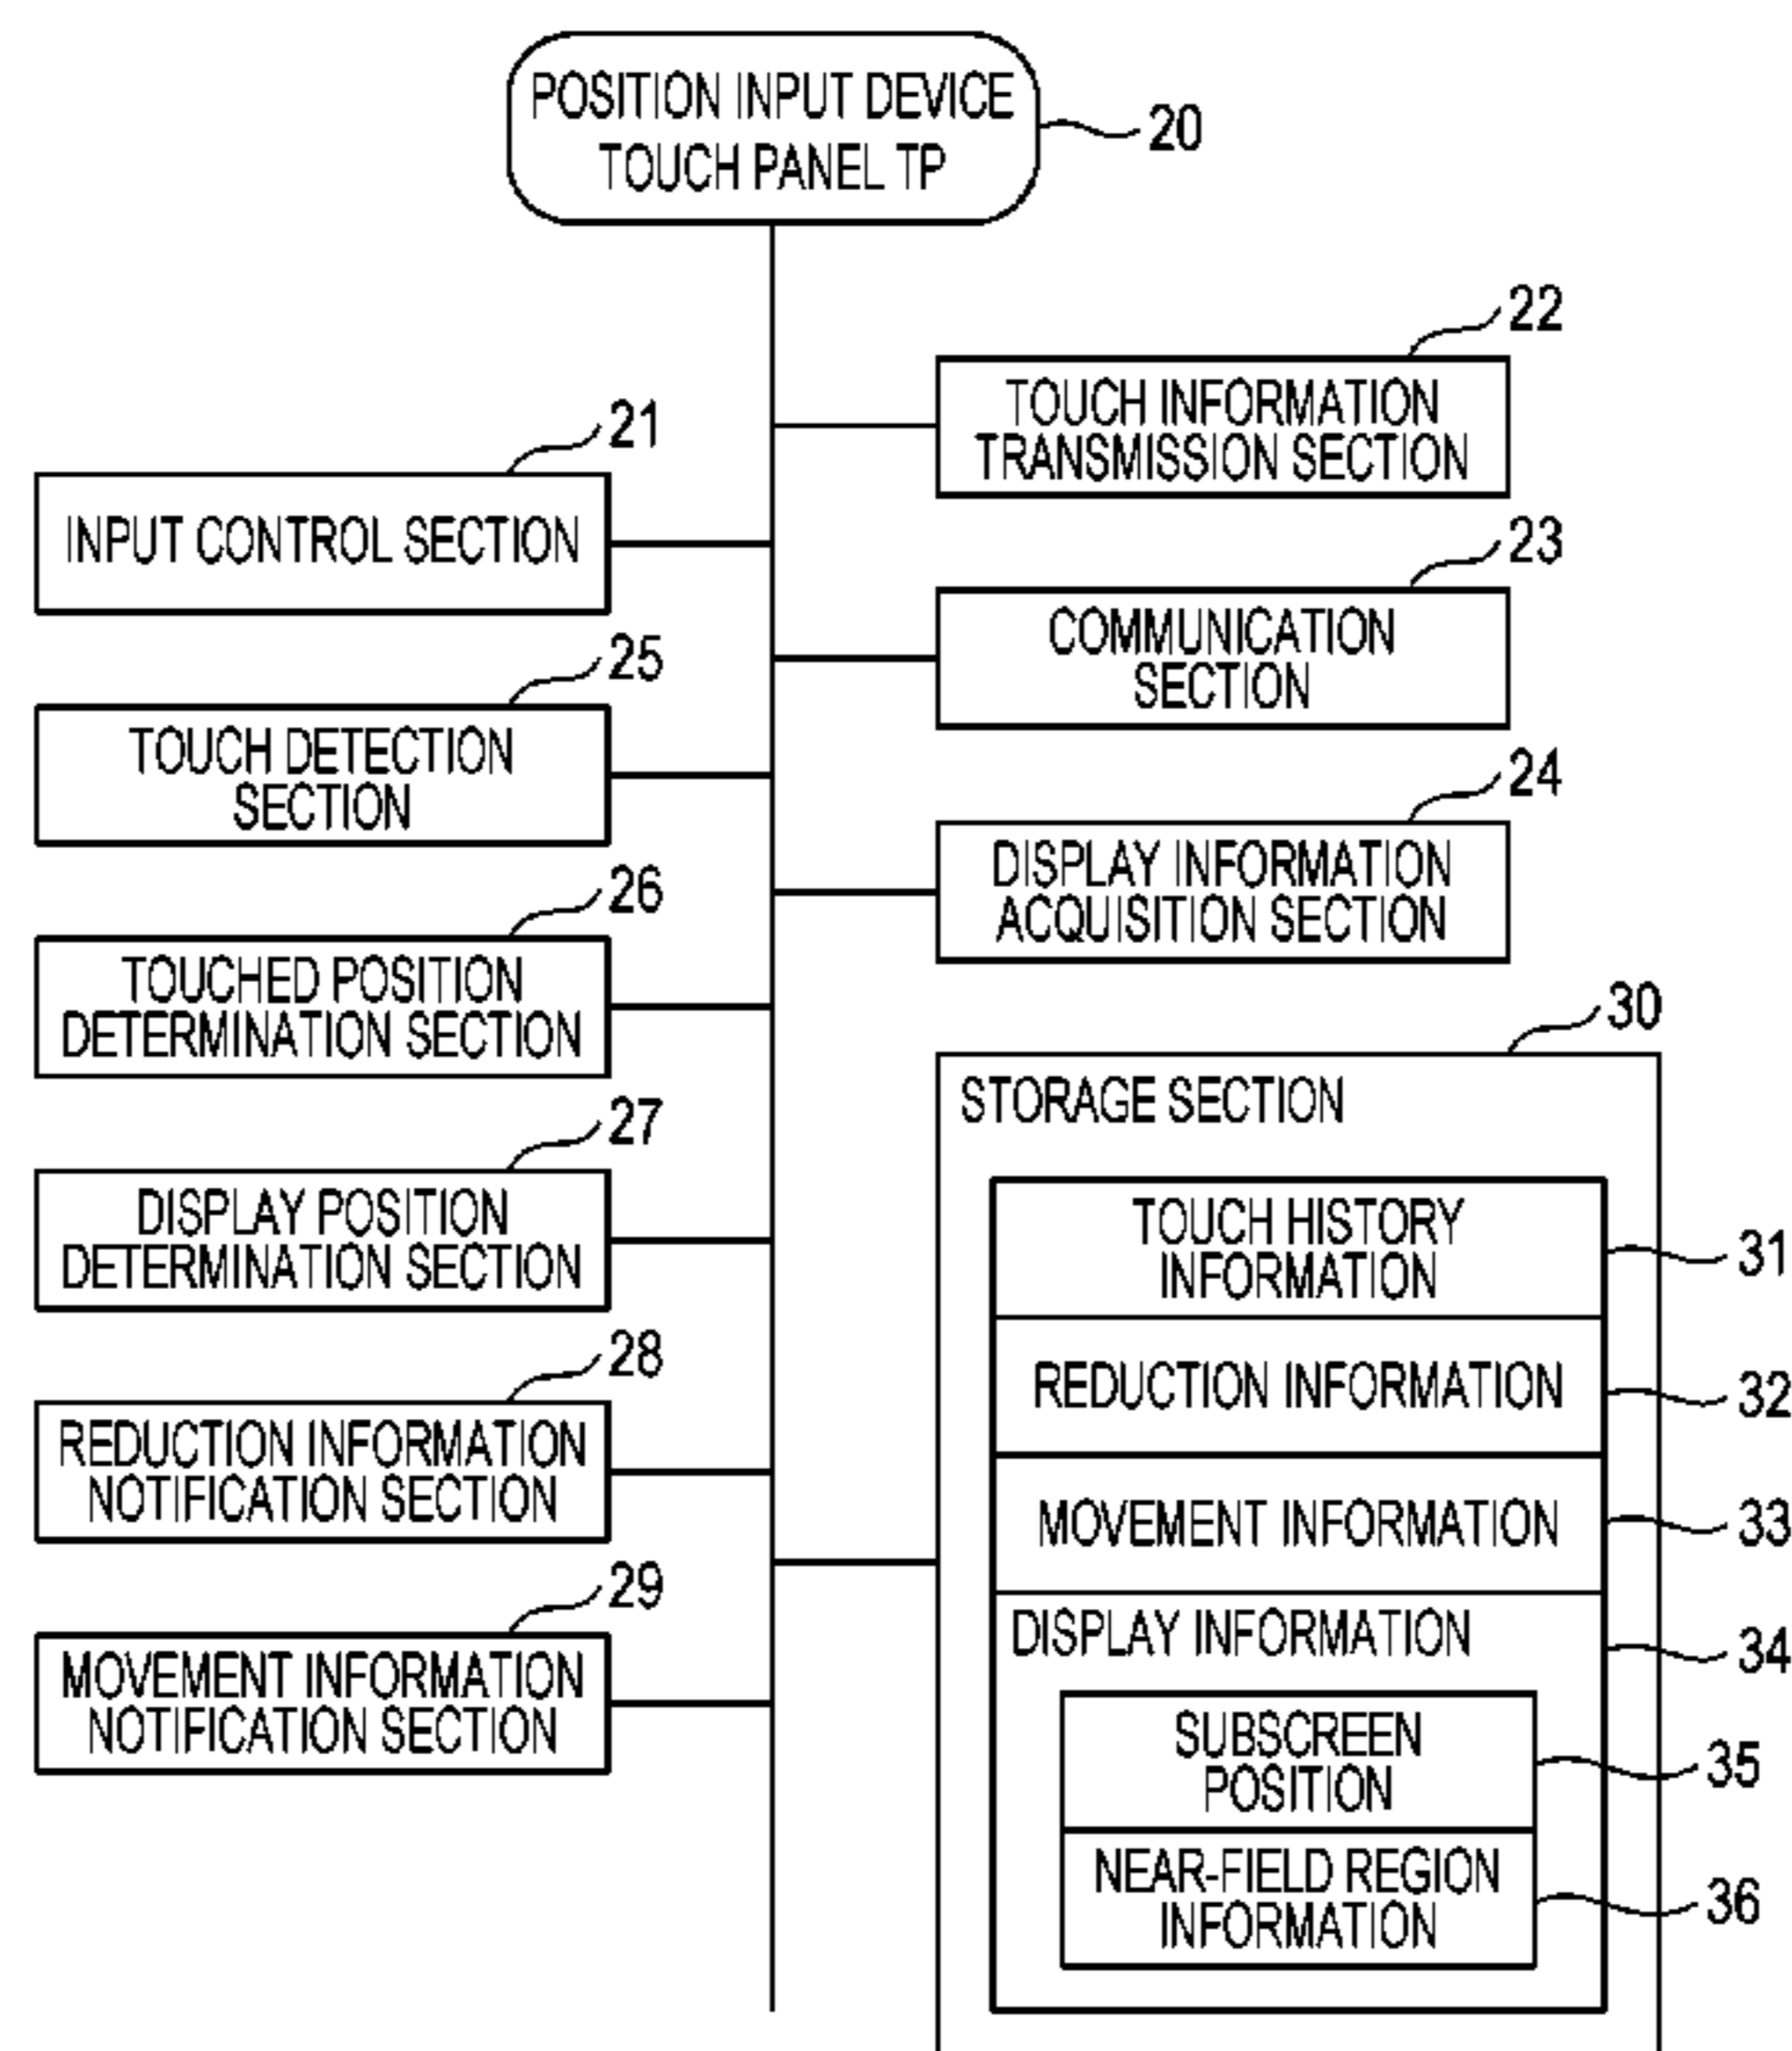 POSITION INPUT DEVICE
TOUCH PANEL TP
20
22
TOUCH INFORMATION
TRANSMISSION SECTION
21
INPUT CONTROL SECTION
23
COMMUNICATION
SECTION
25
TOUCH DETECTION
SECTION
24
DISPLAY INFORMATION
ACQUISITION SECTION
26
TOUCHED POSITION
DETERMINATION SECTION
27
DISPLAY POSITION
DETERMINATION SECTION
28
REDUCTION INFORMATION
NOTIFICATION SECTION
29
MOVEMENT INFORMATION
NOTIFICATION SECTION
30
STORAGE SECTION
TOUCH HISTORY
INFORMATION
31
REDUCTION INFORMATION
32
MOVEMENT INFORMATION
33
DISPLAY INFORMATION
34
SUBSCREEN
POSITION
35
NEAR-FIELD REGION
INFORMATION
36